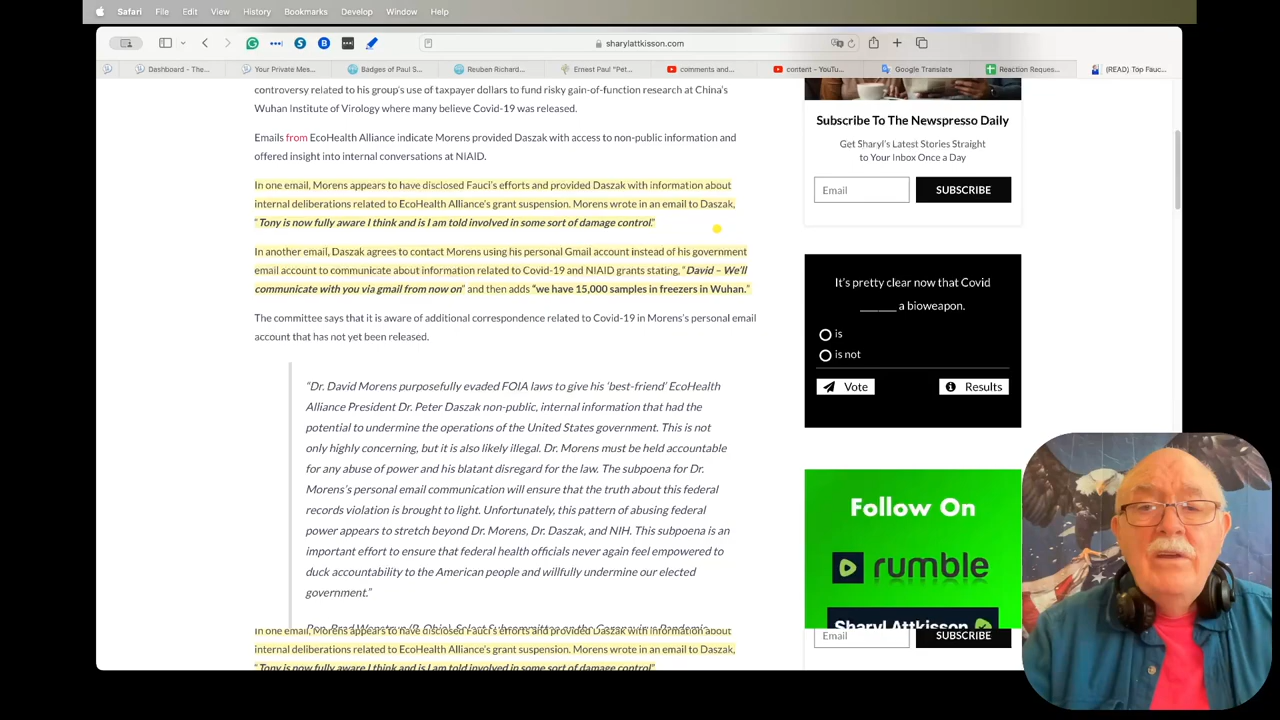 Safari File Edit View History Bookmarks Develop Window Help
sharylattkisson.com
Dashboard - The...
Your Private Mes...
Badges of Paul S...
Reuben Richard...
Ernest Paul "Pet...
comments and...
content - YouTu...
Google Translate
Reaction Reques...
(READ) Top Fauc...
controversy related to his group's use of taxpayer dollars to fund risky gain-of-function research at China's
Wuhan Institute of Virology where many believe Covid-19 was released.
Emails from EcoHealth Alliance indicate Morens provided Daszak with access to non-public information and
offered insight into internal conversations at NIAID.
In one email, Morens appears to have disclosed Fauci's efforts and provided Daszak with information about
internal deliberations related to EcoHealth Alliance's grant suspension. Morens wrote in an email to Daszak,
"Tony is now fully aware I think and is I am told involved in some sort of damage control."
In another email, Daszak agrees to contact Morens using his personal Gmail account instead of his government
email account to communicate about information related to Covid-19 and NIAID grants stating, "David – We'll
communicate with you via gmail from now on" and then adds "we have 15,000 samples in freezers in Wuhan."
The committee says that it is aware of additional correspondence related to Covid-19 in Morens's personal email
account that has not yet been released.
"Dr. David Morens purposefully evaded FOIA laws to give his 'best-friend' EcoHealth
Alliance President Dr. Peter Daszak non-public, internal information that had the
potential to undermine the operations of the United States government. This is not
only highly concerning, but it is also likely illegal. Dr. Morens must be held accountable
for any abuse of power and his blatant disregard for the law. The subpoena for Dr.
Morens's personal email communication will ensure that the truth about this federal
records violation is brought to light. Unfortunately, this pattern of abusing federal
power appears to stretch beyond Dr. Morens, Dr. Daszak, and NIH. This subpoena is an
important effort to ensure that federal health officials never again feel empowered to
duck accountability to the American people and willfully undermine our elected
government."
In one email, Morens appears to have disclosed Fauci's efforts and provided Daszak with information about
internal deliberations related to EcoHealth Alliance's grant suspension. Morens wrote in an email to Daszak,
"Tony is now fully aware I think and is I am told involved in some sort of damage control."
Subscribe To The Newspresso Daily
Get Sharyl's Latest Stories Straight
to Your Inbox Once a Day
Email
SUBSCRIBE
It's pretty clear now that Covid
_______ a bioweapon.
is
is not
Vote
Results
Follow On
rumble
Sharyl Attkisson
Email
SUBSCRIBE